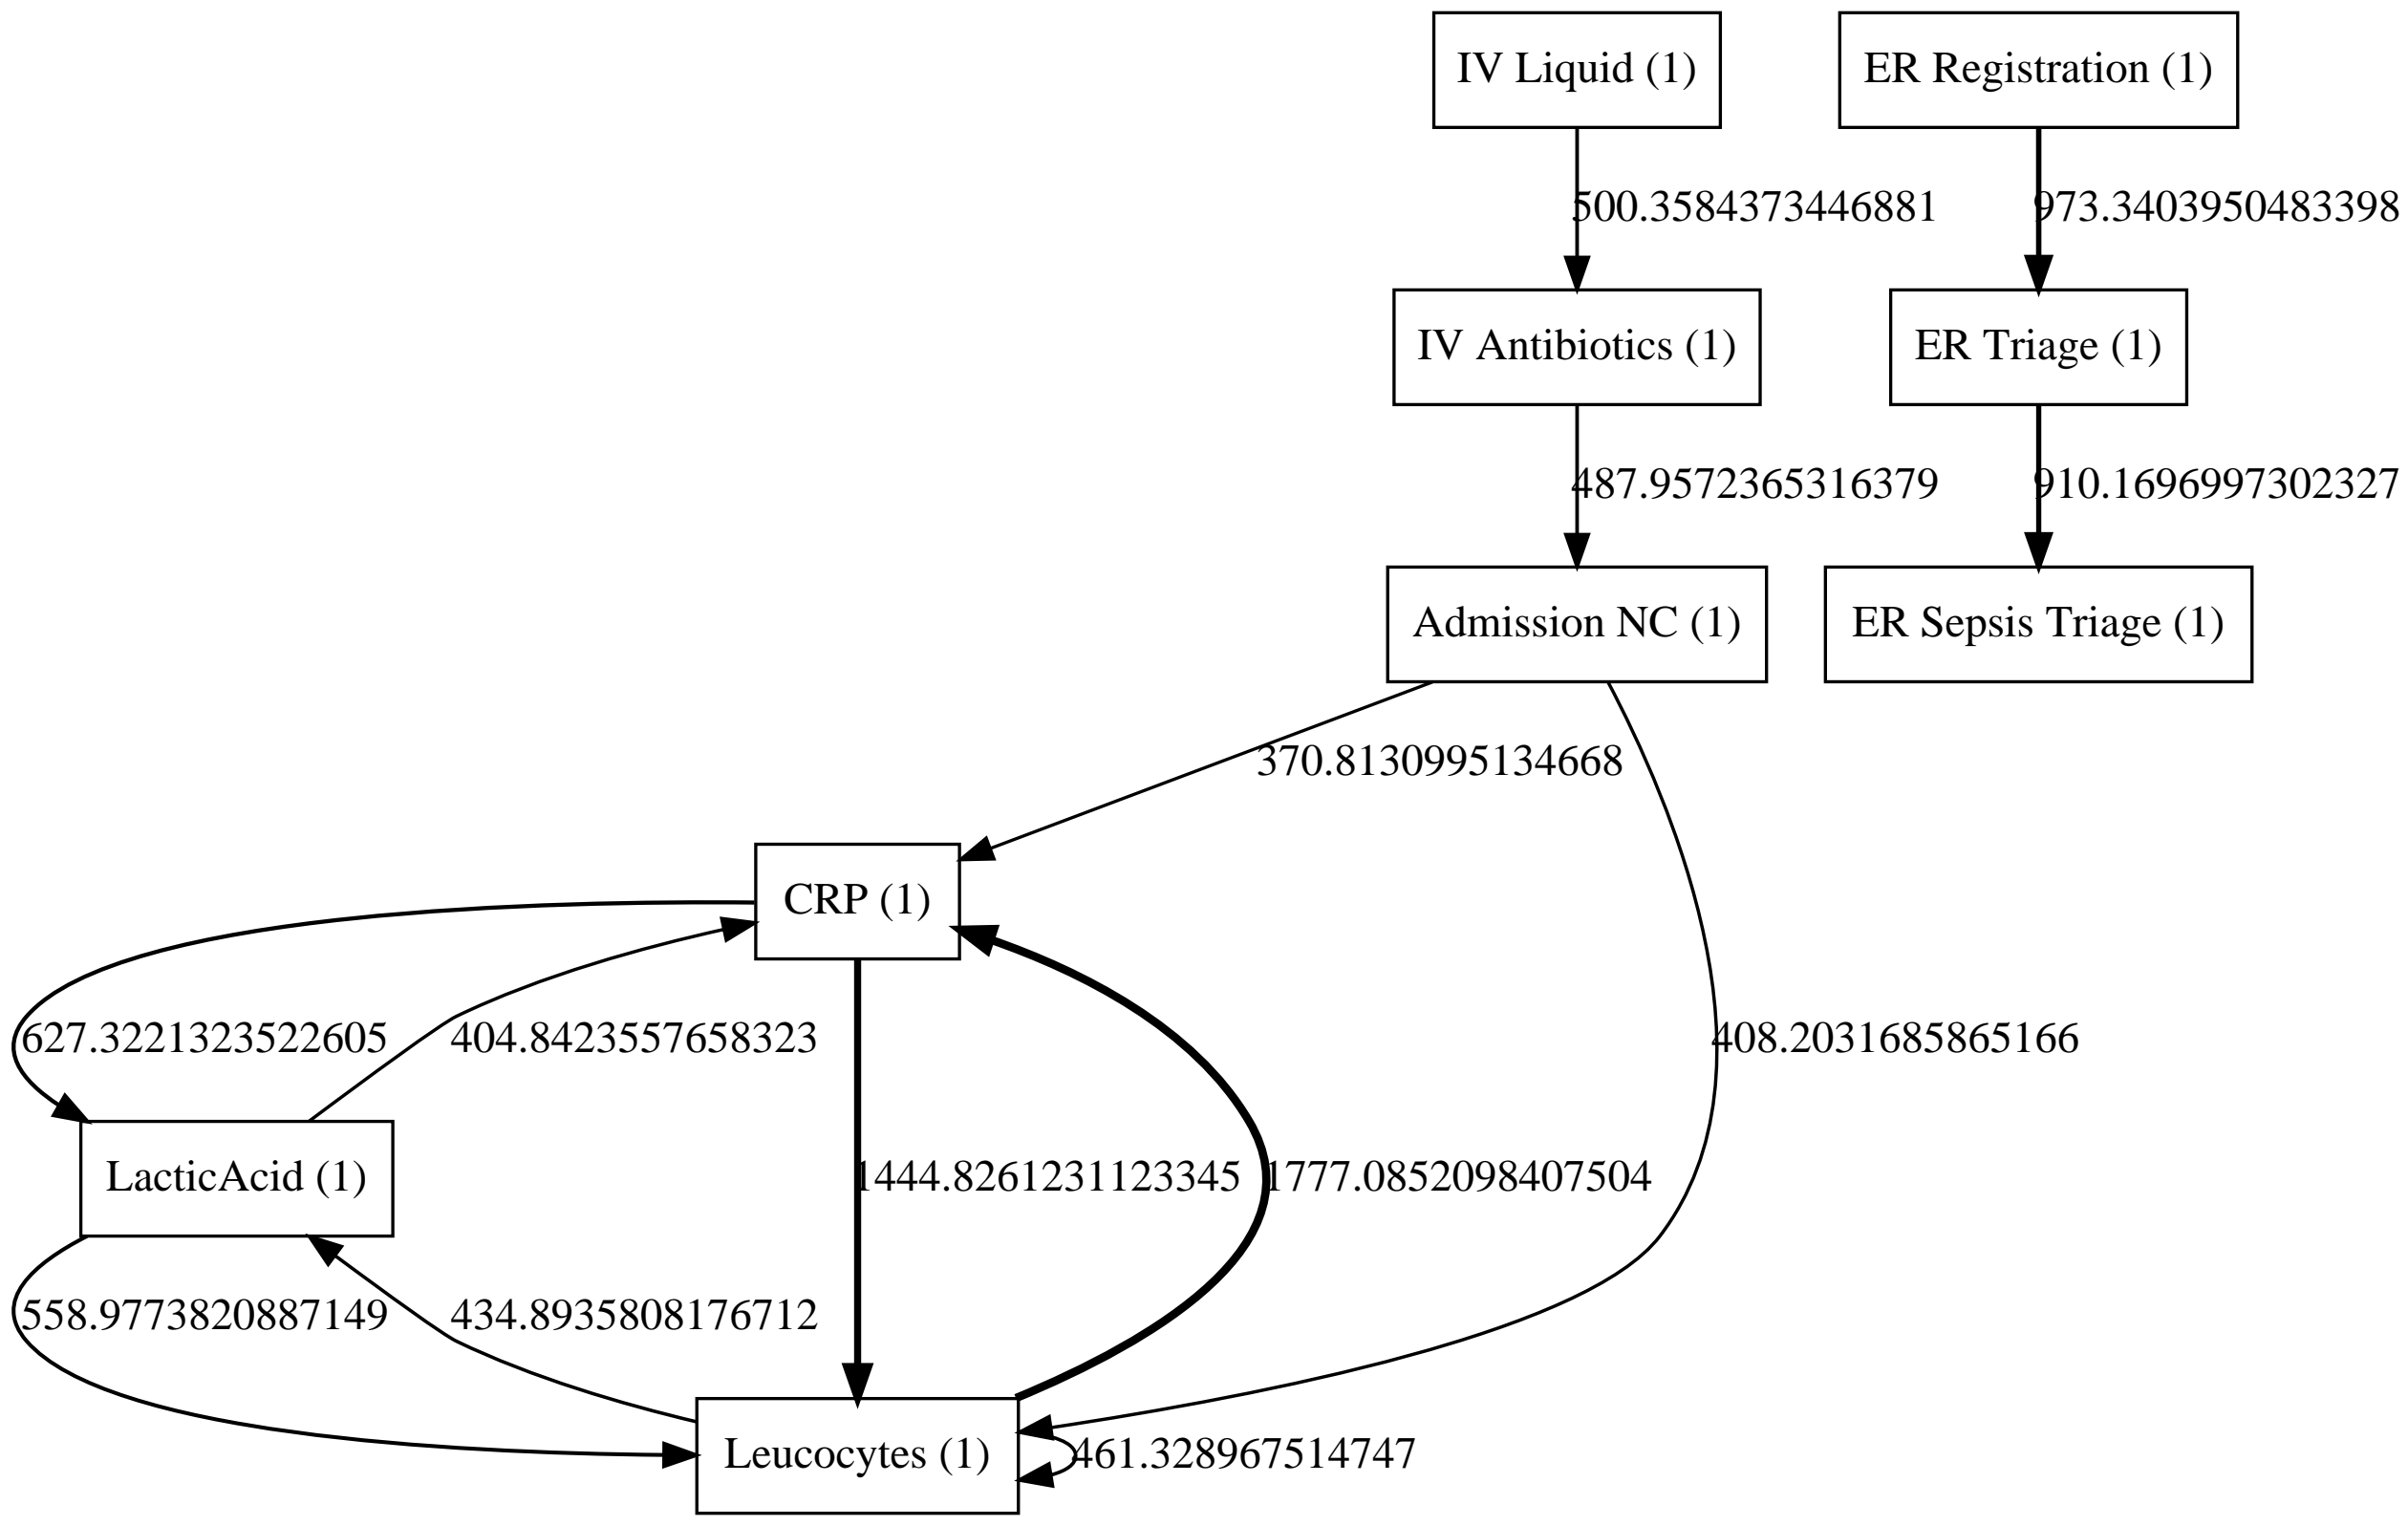 IV Liquid (1)
ER Registration (1)
500.3584373446881
973.3403950483398
IV Antibiotics (1)
ER Triage (1)
487.9572365316379
910.1696997302327
Admission NC (1)
ER Sepsis Triage (1)
370.8130995134668
CRP (1)
627.3221323522605
404.8423557658323
408.2031685865166
LacticAcid (1)
1444.8261231123345
1777.0852098407504
558.9773820887149
434.8935808176712
Leucocytes (1)
461.328967514747